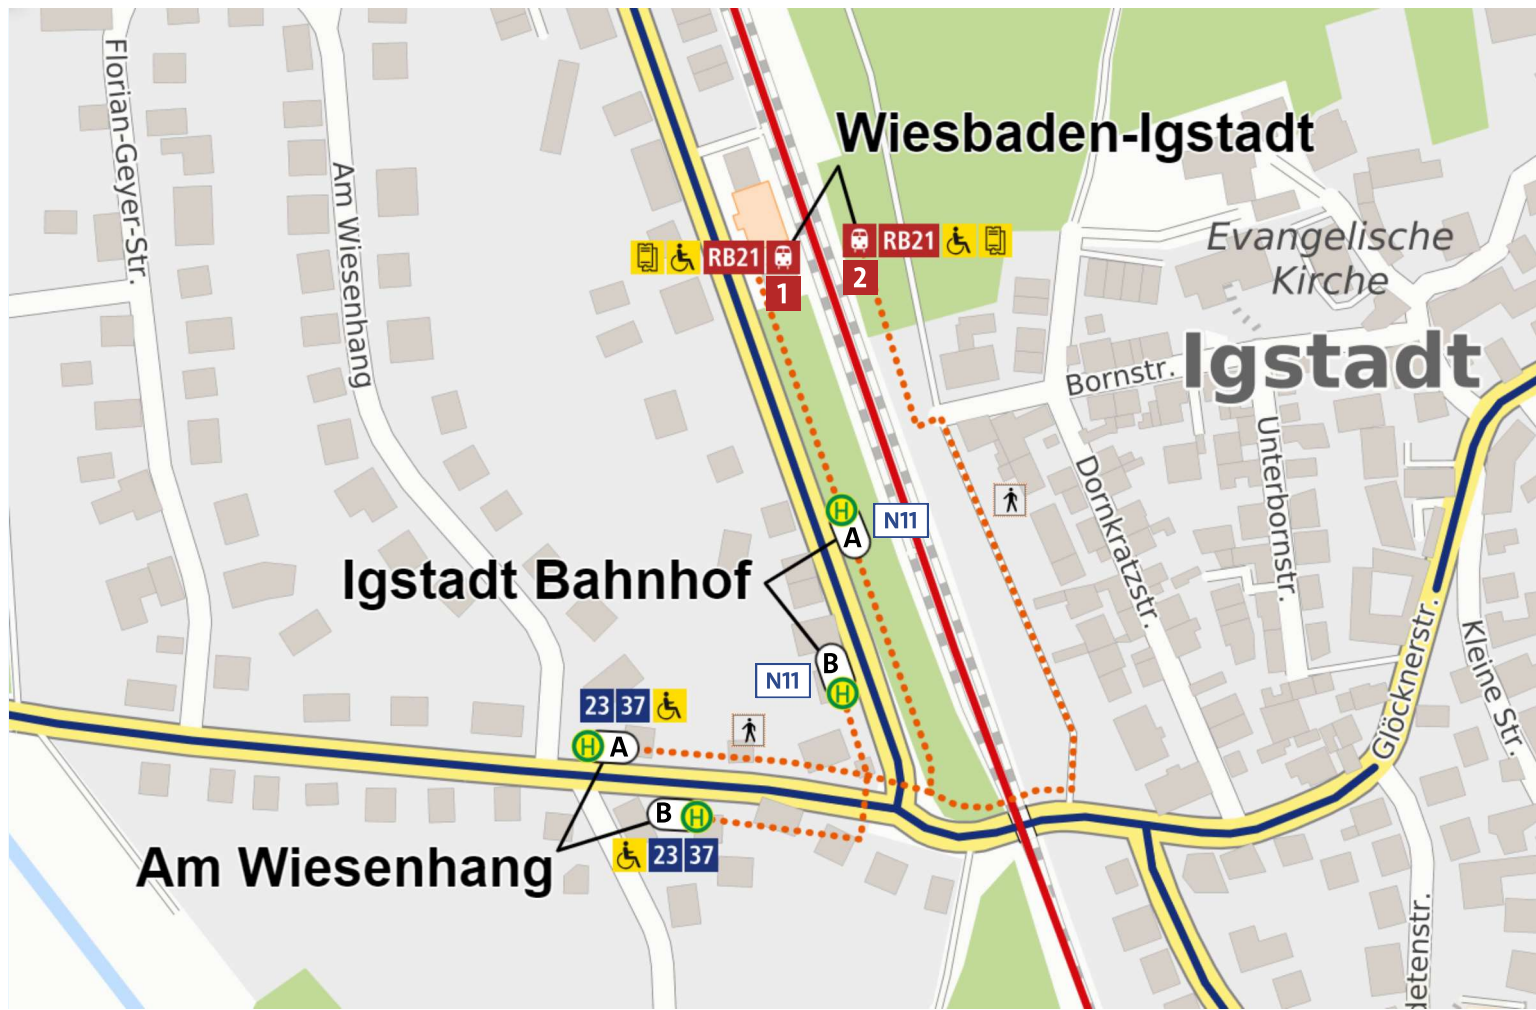 Florian-Geyer-Str.
Am Wiesenhang
Wiesbaden-Igstadt
RB21
1
RB21
2
Evangelische
Kirche
Igstadt
Bornstr.
Unterbornstr.
Dornkratzstr.
H
A
N11
Igstadt Bahnhof
B
H
N11
23 37
H
A
B
H
23 37
Am Wiesenhang
Glöcknerstr.
Kleine Str.
detenstr.